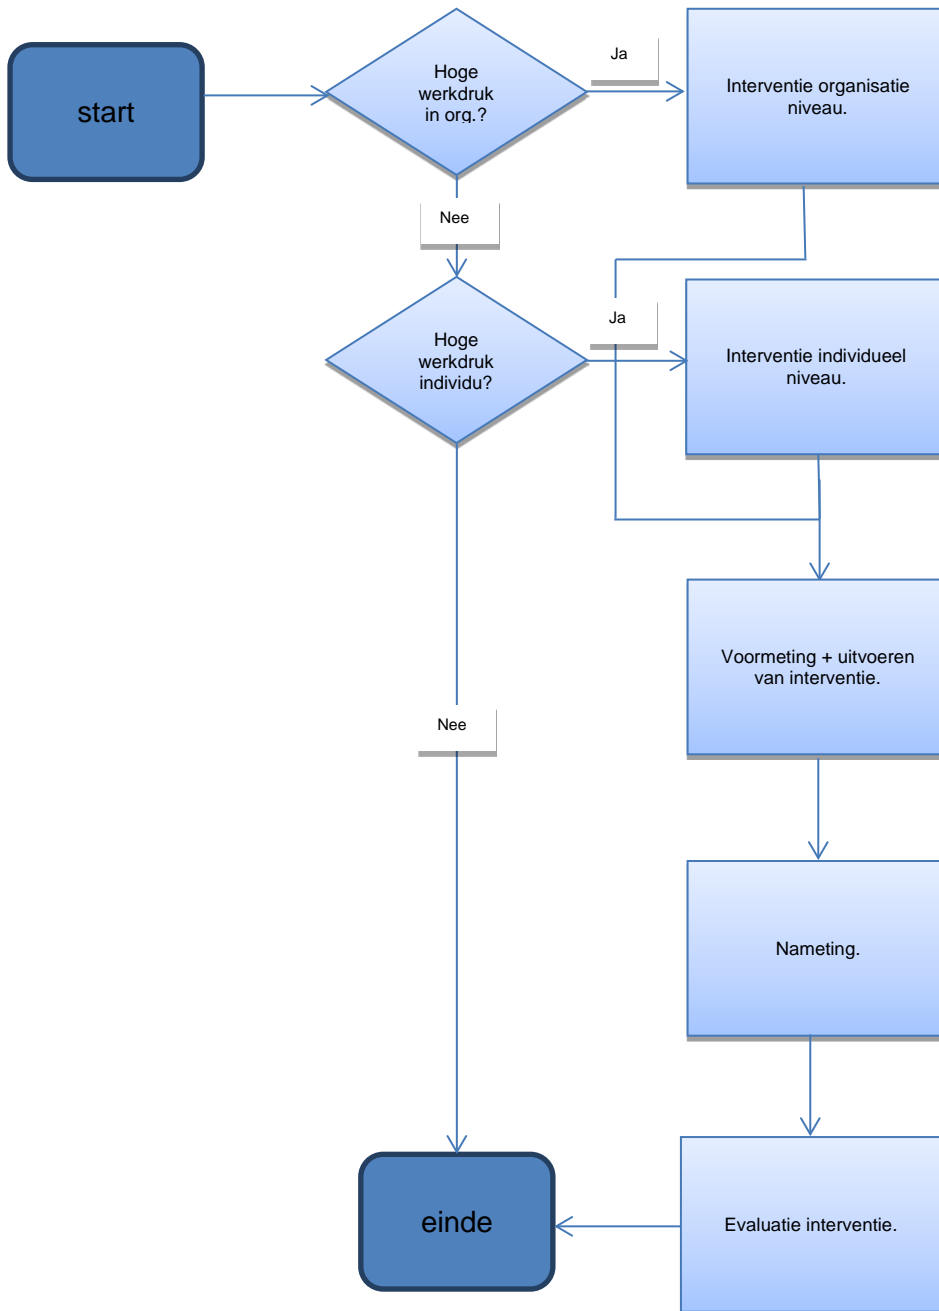 start
Hoge
werkdruk
in org.?
Ja
Interventie organisatie
niveau.
Nee
Hoge
werkdruk
individu?
Ja
Interventie individueel
niveau.
Voormeting + uitvoeren
van interventie.
Nee
Nameting.
einde
Evaluatie interventie.